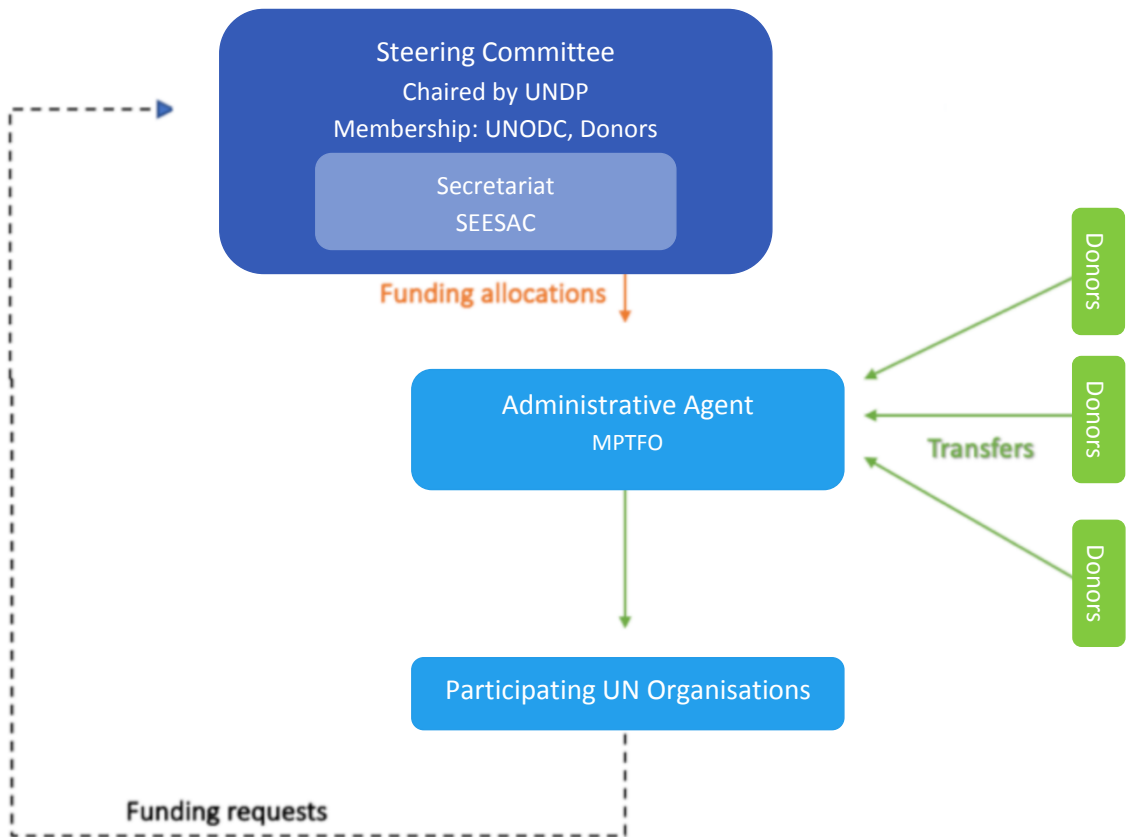 Steering Committee
Chaired by UNDP
Membership: UNODC, Donors
Secretariat
SEESAC
Funding allocations
Donors
Administrative Agent
MPTFO
Donors
Transfers
Donors
Participating UN Organisations
Funding requests